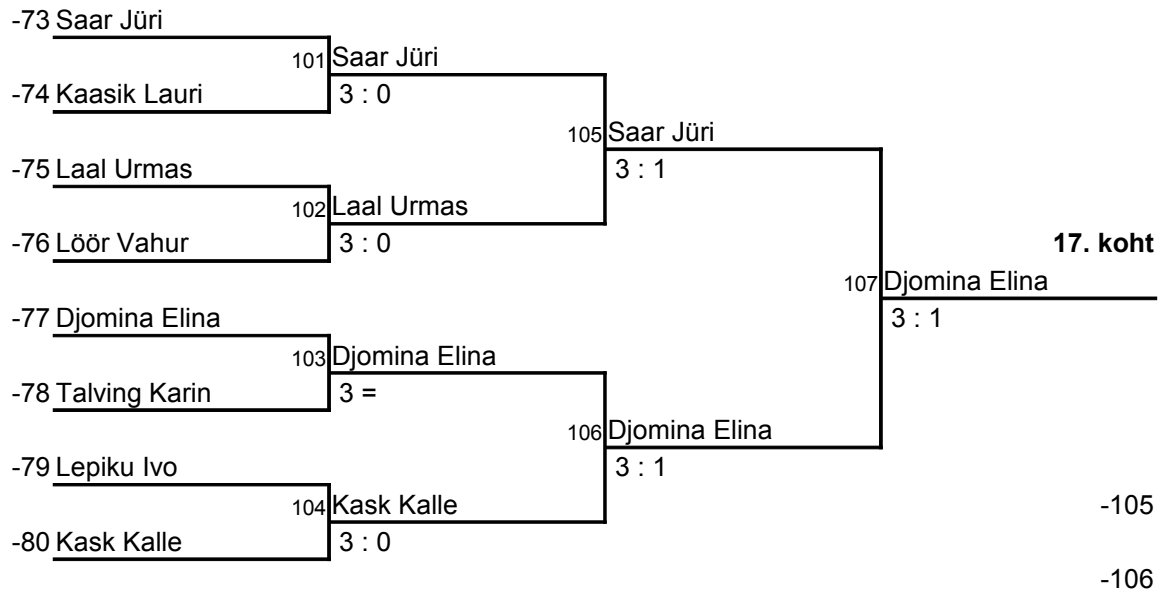 -73 Saar Jüri
101 Saar Jüri
-74 Kaasik Lauri
3 : 0
105 Saar Jüri
-75 Laal Urmas
3 : 1
102 Laal Urmas
-76 Löör Vahur
3 : 0
17. koht
107 Djomina Elina
-77 Djomina Elina
3 : 1
103 Djomina Elina
-78 Talving Karin
3 =
106 Djomina Elina
-79 Lepiku Ivo
3 : 1
104 Kask Kalle
-105
-80 Kask Kalle
3 : 0
-106